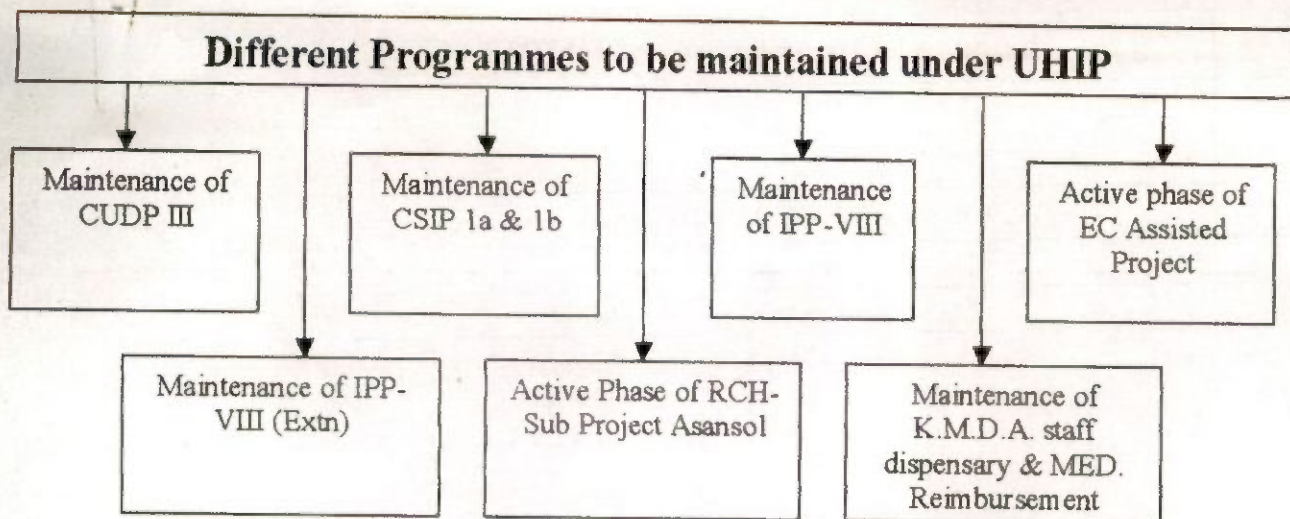 Different Programmes to be maintained under UHIP
Maintenance of
CUDP III
Maintenance of
CSIP 1a & 1b
Maintenance
of IPP-VIII
Active phase of
EC Assisted
Project
Maintenance of IPP-
VIII (Extn)
Active Phase of RCH-
Sub Project Asansol
Maintenance of
K.M.D.A. staff
dispensary & MED.
Reimbursement